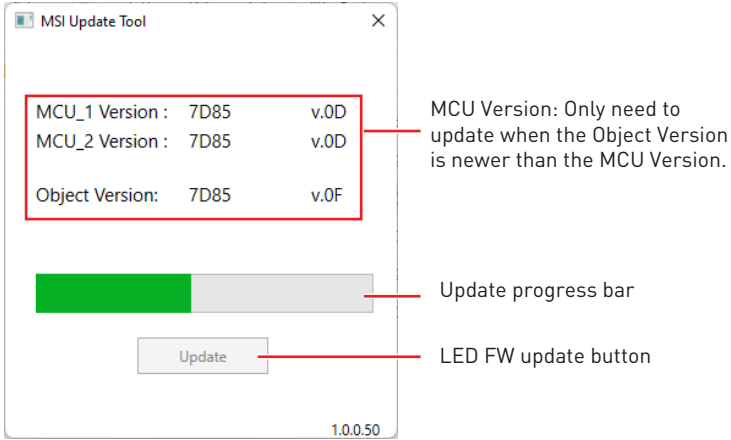 MSI Update Tool
MCU_1 Version : 7D85 v.0D
MCU_2 Version : 7D85 v.0D
Object Version: 7D85 v.0F
MCU Version: Only need to
update when the Object Version
is newer than the MCU Version.
Update progress bar
Update
LED FW update button
1.0.0.50